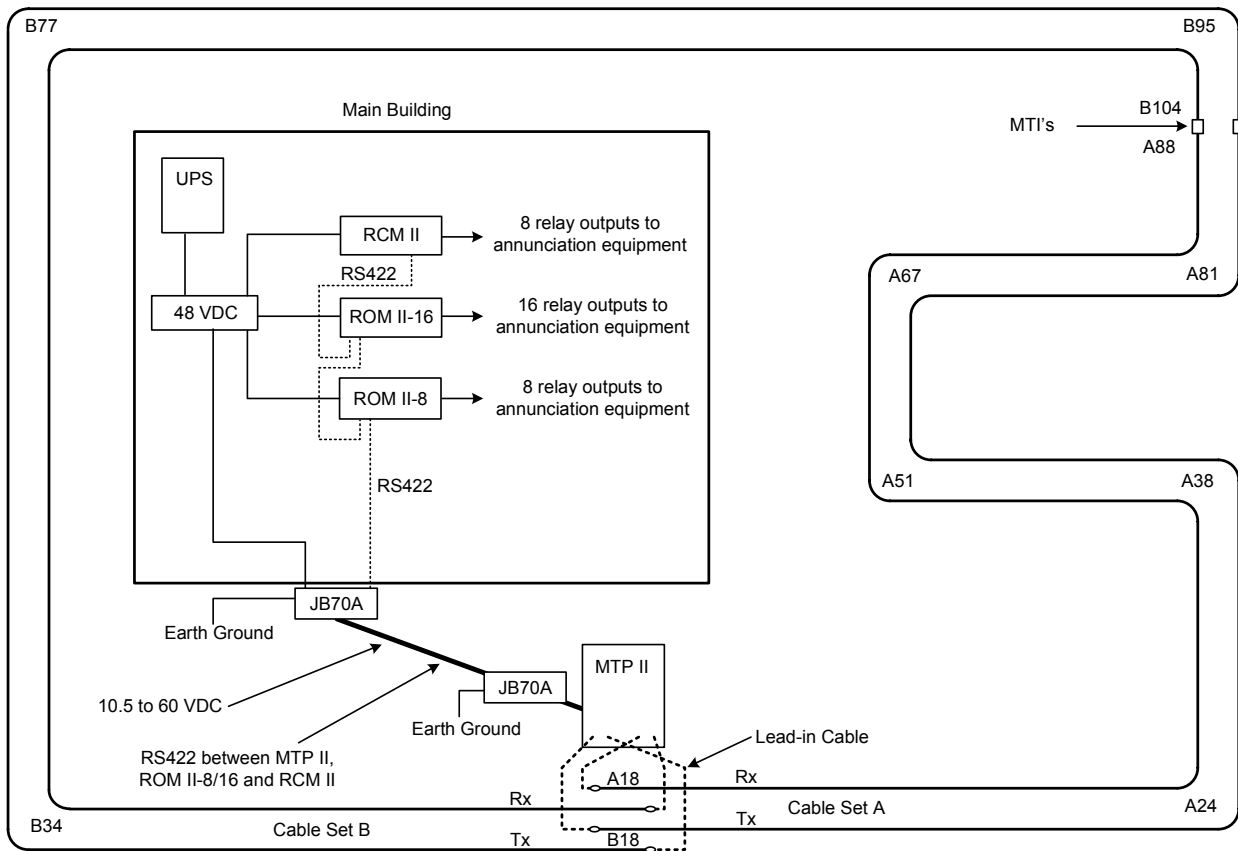 B77
B95
Main Building
B104
MTI's
A88
UPS
RCM II
8 relay outputs to
annunciation equipment
RS422
A67
A81
48 VDC
ROM II-16
16 relay outputs to
annunciation equipment
ROM II-8
8 relay outputs to
annunciation equipment
RS422
A51
A38
JB70A
Earth Ground
MTP II
JB70A
10.5 to 60 VDC
Earth Ground
RS422 between MTP II,
ROM II-8/16 and RCM II
Lead-in Cable
A18
Rx
Rx
Cable Set A
A24
B34
Cable Set B
Tx
B18
Tx